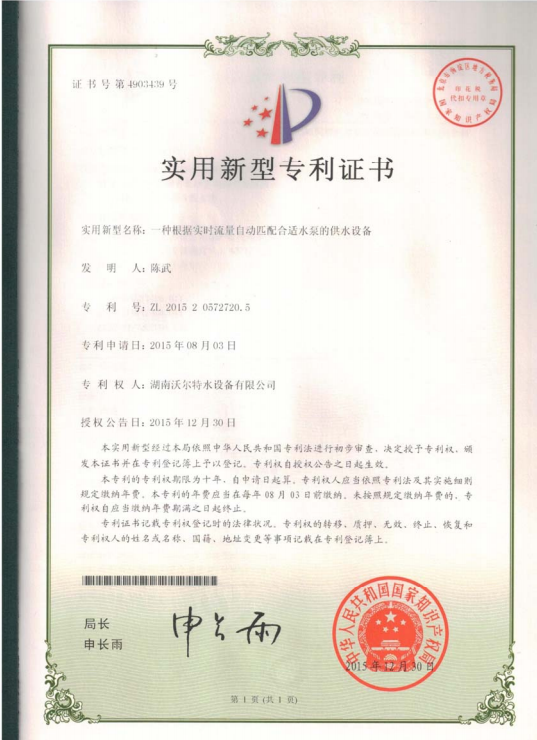 证书号第4903439号
实用新型专利证书
实用新型名称：一种根据实时流量自动匹配合适水泵的供水设备
发 明 人：陈武
专 利 号：ZL 2015 2 0572720.5
专利申请日：2015年08月03日
专 利 权 人：湖南沃尔特水设备有限公司
授权公告日：2015年12月30日
本实用新型经过本局依照中华人民共和国专利法进行初步审查，决定授予专利权，颁
发本证书并在专利登记簿上予以登记。专利权自授权公告之日起生效。
本专利的专利权期限为十年，自申请日起算。专利权人应当依照专利法及其实施细则
规定缴纳年费。本专利的年费应当在每年08月03日前缴纳。未按照规定缴纳年费的，专
利权自应当缴纳年费期满之日起终止。
专利证书记载专利权登记时的法律状况。专利权的转移、质押、无效、终止、恢复和
专利权人的姓名或名称、国籍、地址变更等事项记载在专利登记簿上。
局长
申长雨
申长雨
中华人民共和国国家知识产权局
2015年12月30日
第1页(共1页)